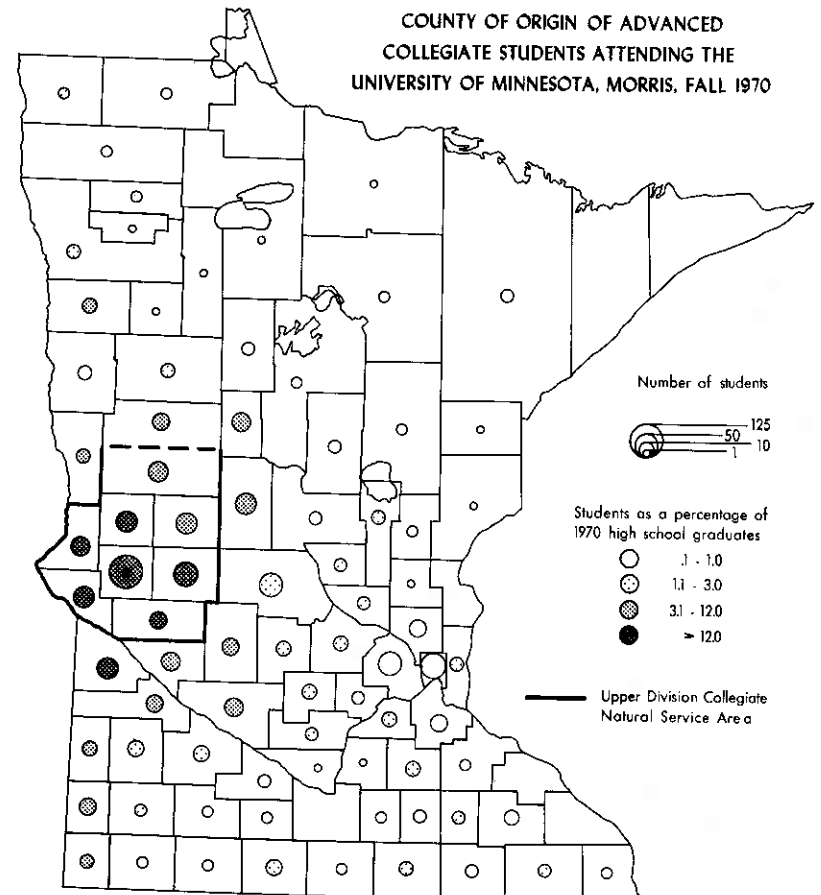 COUNTY OF ORIGIN OF ADVANCED
COLLEGIATE STUDENTS ATTENDING THE
UNIVERSITY OF MINNESOTA, MORRIS, FALL 1970
Number of students
125
50
10
1
Students as a percentage of
1970 high school graduates
.1 - 1.0
1.1 - 3.0
3.1 - 12.0
> 12.0
Upper Division Collegiate
Natural Service Area